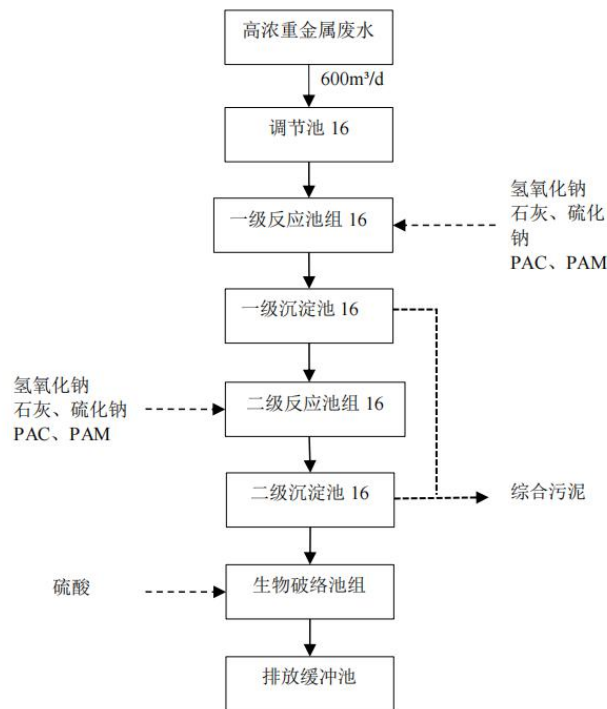 高浓重金属废水
600m³/d
调节池 16
氢氧化钠
石灰、硫化
钠
PAC、PAM
一级反应池组 16
一级沉淀池 16
氢氧化钠
石灰、硫化钠
PAC、PAM
二级反应池组 16
二级沉淀池 16
综合污泥
硫酸
生物破络池组
排放缓冲池